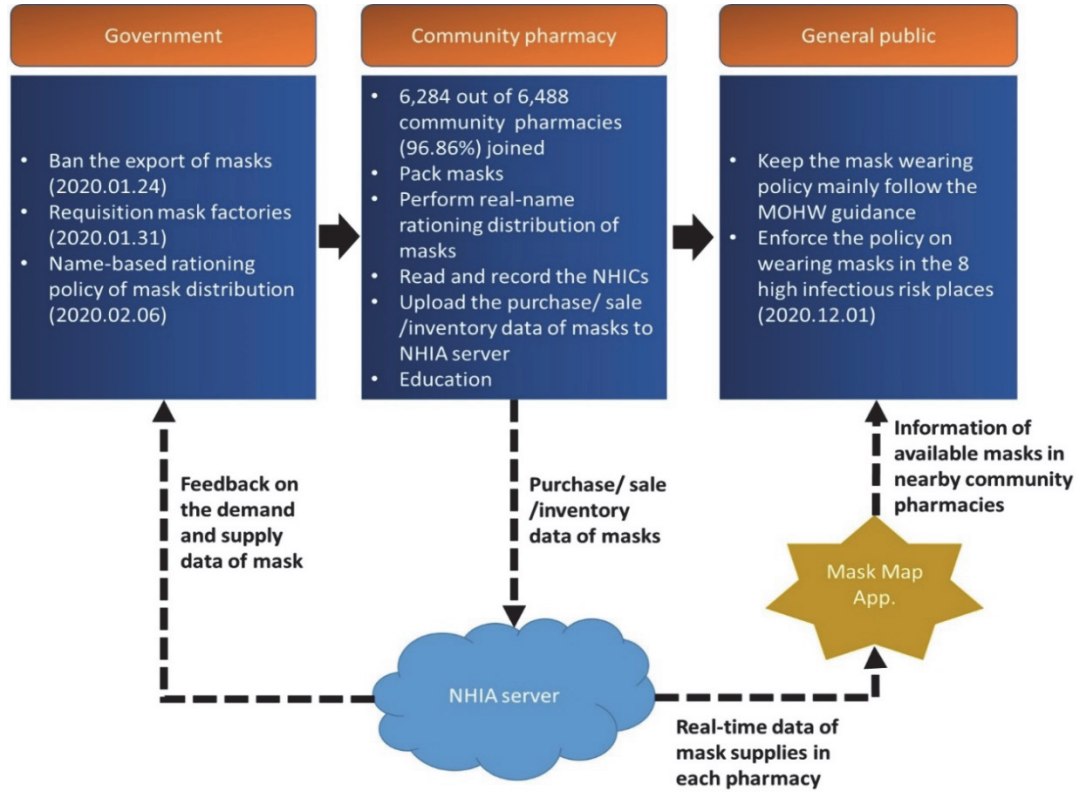 Government
• Ban the export of masks
(2020.01.24)
• Requisition mask factories
(2020.01.31)
• Name-based rationing
policy of mask distribution
(2020.02.06)
Community pharmacy
• 6,284 out of 6,488
community pharmacies
(96.86%) joined
• Pack masks
• Perform real-name
rationing distribution of
masks
• Read and record the NHICs
• Upload the purchase/ sale
/inventory data of masks to
NHIA server
• Education
General public
• Keep the mask wearing
policy mainly follow the
MOHW guidance
• Enforce the policy on
wearing masks in the 8
high infectious risk places
(2020.12.01)
Feedback on
the demand
and supply
data of mask
Purchase/ sale
/inventory
data of masks
Information of
available masks in
nearby community
pharmacies
Mask Map
App.
NHIA server
Real-time data of
mask supplies in
each pharmacy